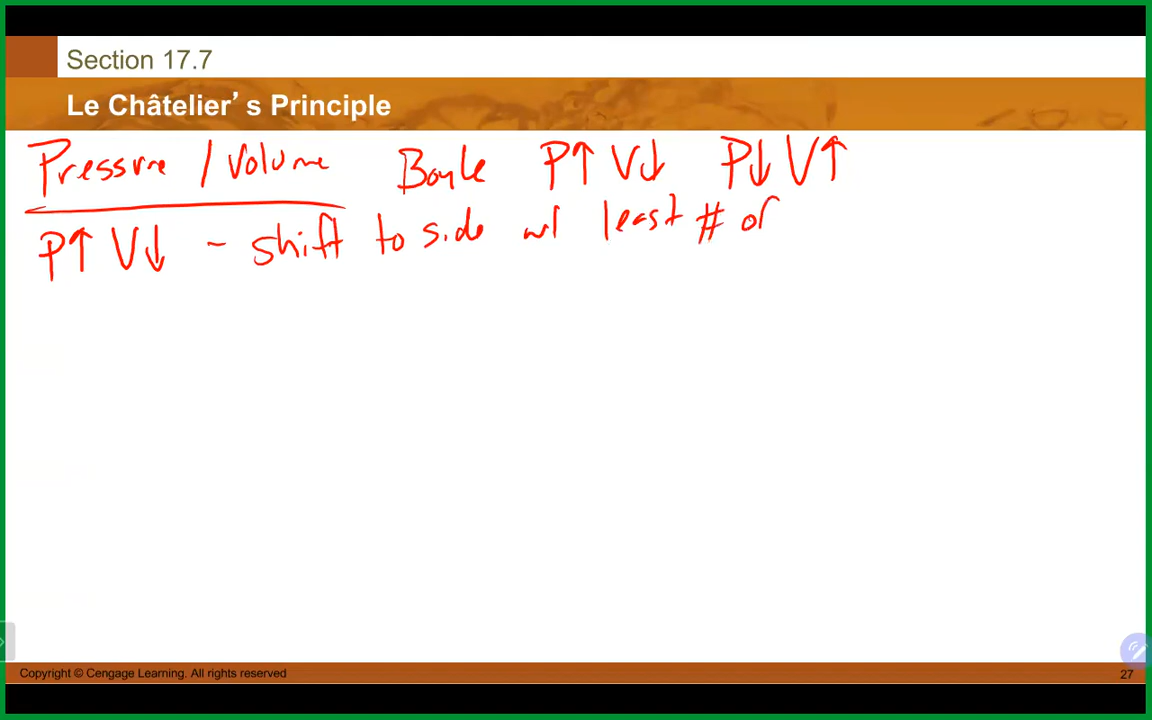 Section 17.7
Le Châtelier’s Principle
Pressure / Volume Boyle P↑ V↓ P↓ V↑
P↑ V↓ - shift to side w/ least # of
Copyright © Cengage Learning. All rights reserved
27